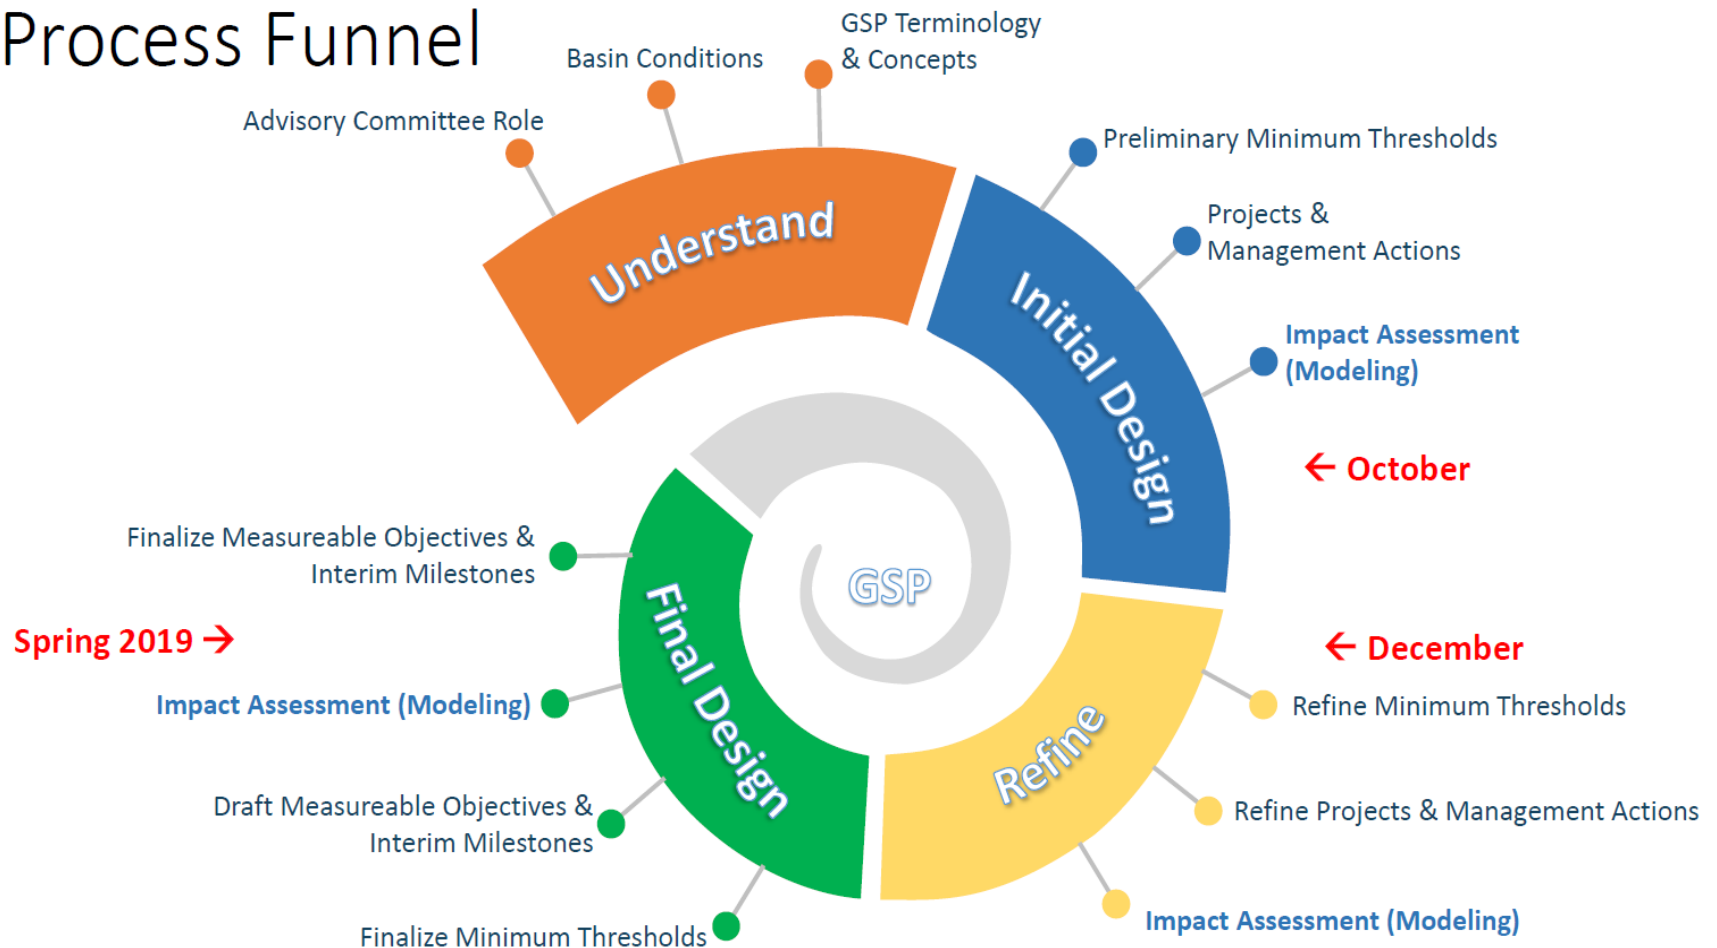 Process Funnel
Advisory Committee Role
Basin Conditions
GSP Terminology
& Concepts
Understand
Preliminary Minimum Thresholds
Projects &
Management Actions
Impact Assessment
(Modeling)
Initial Design
← October
← December
Refine Minimum Thresholds
Refine Projects & Management Actions
Impact Assessment (Modeling)
Refine
Finalize Minimum Thresholds
Draft Measureable Objectives &
Interim Milestones
Impact Assessment (Modeling)
Spring 2019 →
Finalize Measureable Objectives &
Interim Milestones
Final Design
GSP